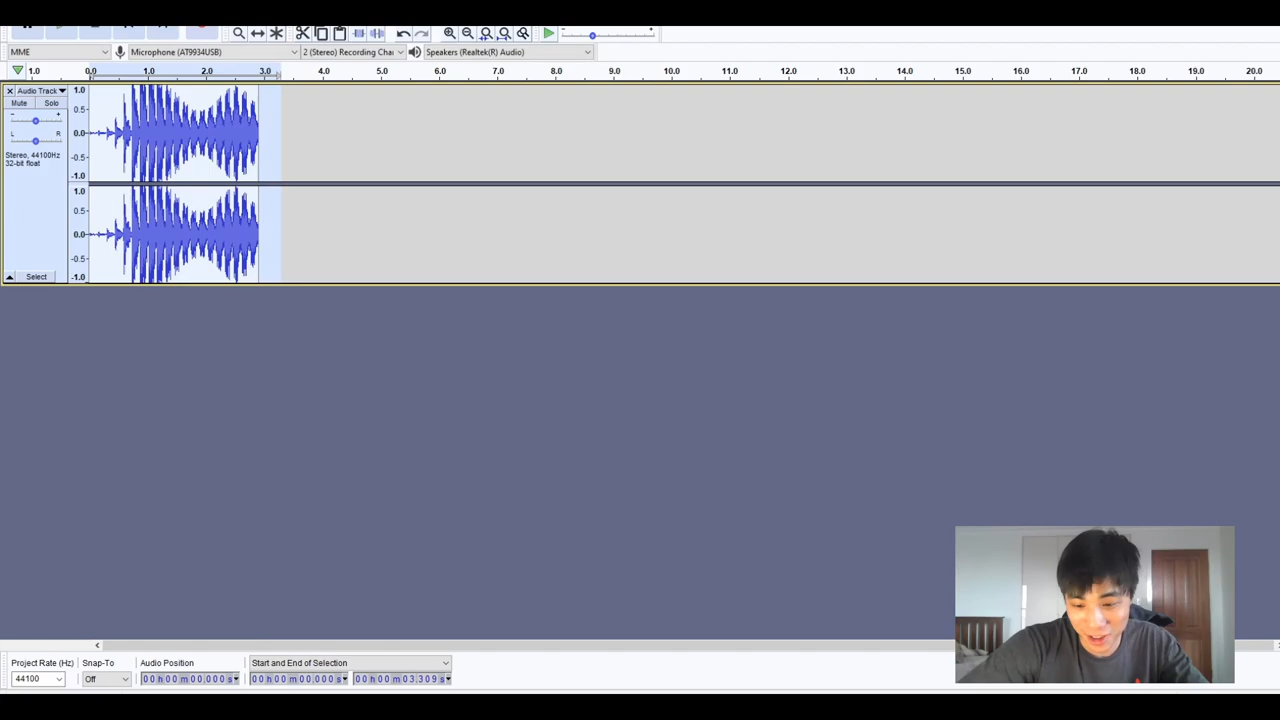 MME Microphone (AT9934USB) 2 (Stereo) Recording Chan Speakers (Realtek(R) Audio)
1.0 0.0 1.0 2.0 3.0 4.0 5.0 6.0 7.0 8.0 9.0 10.0 11.0 12.0 13.0 14.0 15.0 16.0 17.0 18.0 19.0 20.0
× Audio Track 1.0
Mute Solo
0.5
- +
L R 0.0
Stereo, 44100Hz -0.5
32-bit float
-1.0
1.0
0.5
0.0
-0.5
Select -1.0
Project Rate (Hz) Snap-To Audio Position Start and End of Selection
44100 Off 00 h 00 m 00.000 s 00 h 00 m 00.000 s 00 h 00 m 03.309 s